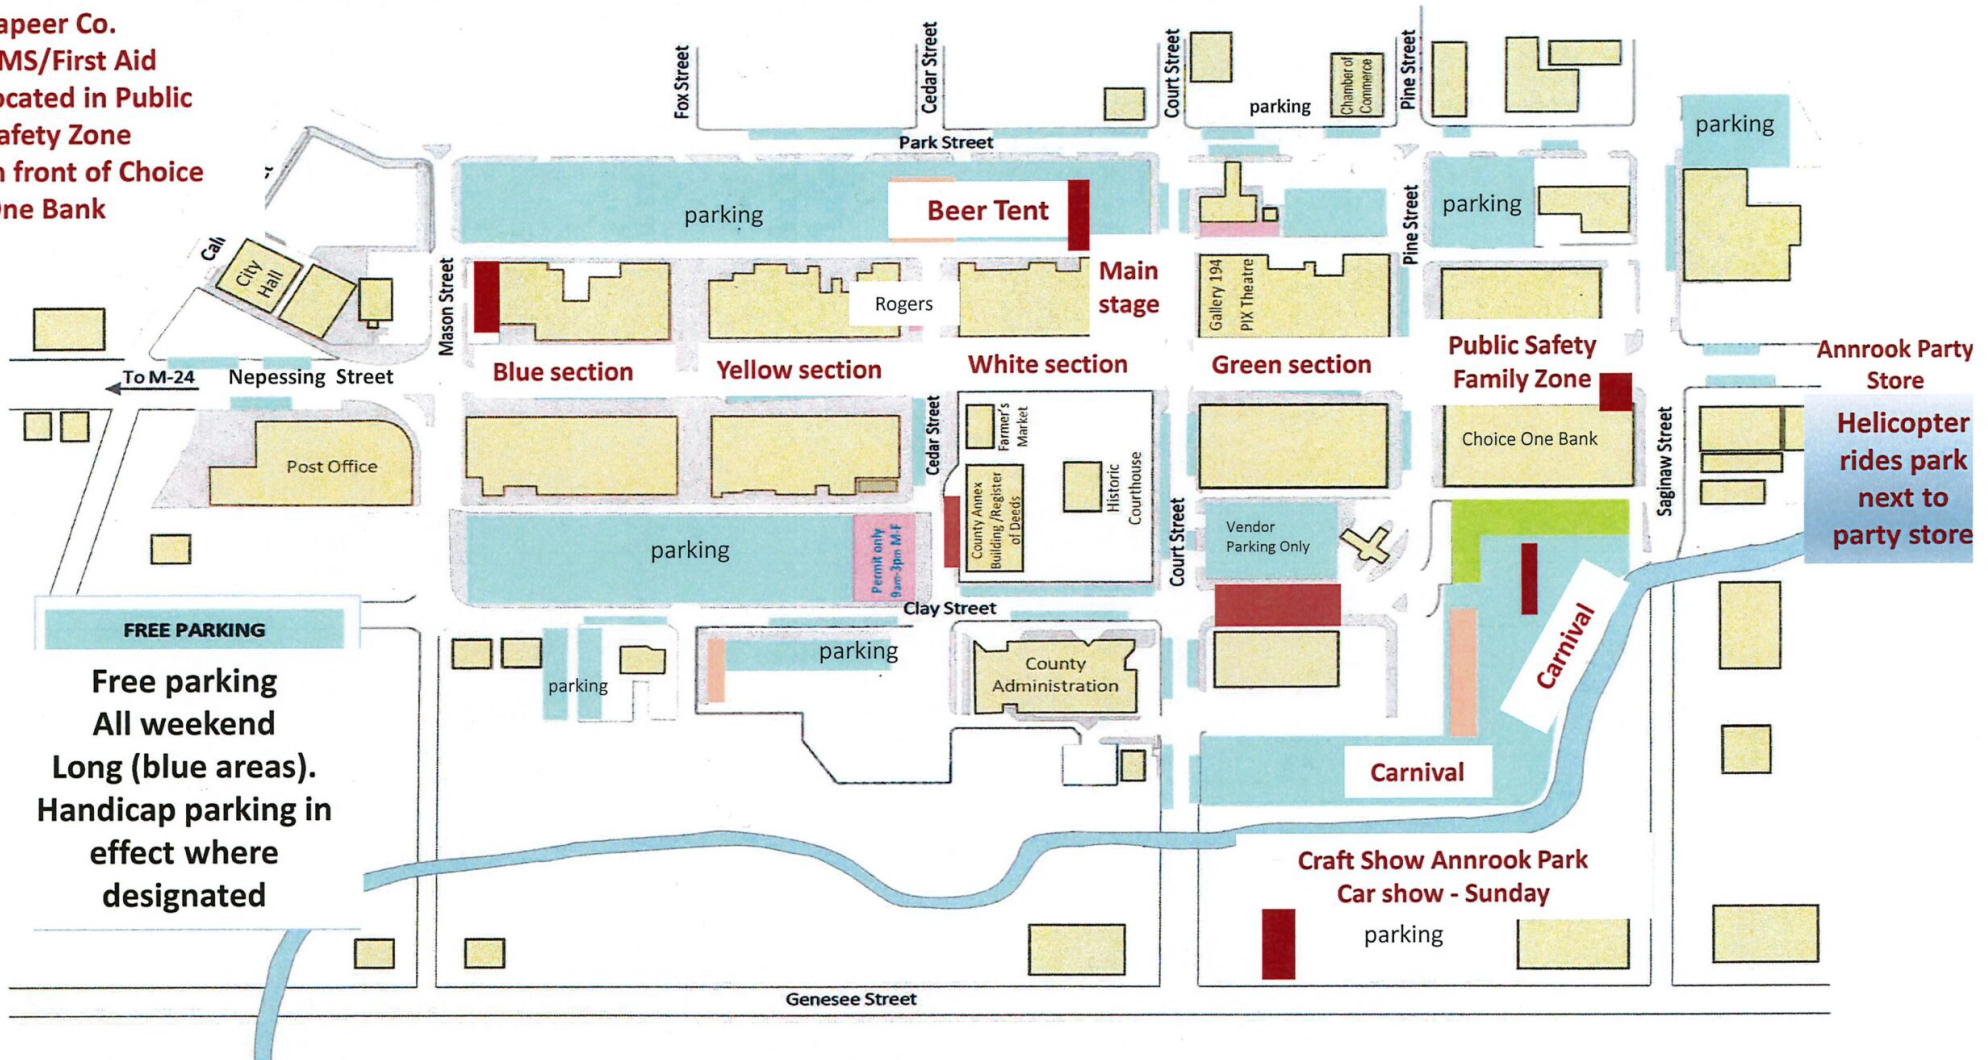 apeer Co.
MS/First Aid
ocated in Public
afety Zone
n front of Choice
One Bank
Fox Street
Cedar Street
Court Street
parking
Chamber of
Commerce
Pine Street
Park Street
parking
parking
Beer Tent
Pine Street
parking
Cali
City
Hall
Mason Street
Rogers
Main
stage
Gallery 194
PIX Theatre
To M-24
Nepessing Street
Blue section
Yellow section
White section
Green section
Public Safety
Family Zone
Annrook Party
Store
Helicopter
rides park
next to
party store
Post Office
Cedar Street
Farmer's
Market
Historic
Courthouse
County Annex
Building /Register
of Deeds
Court Street
Choice One Bank
Saginaw Street
parking
Permit only
9am-3pm M-F
Vendor
Parking Only
Clay Street
FREE PARKING
Free parking
All weekend
Long (blue areas).
Handicap parking in
effect where
designated
parking
parking
County
Administration
Carnival
Carnival
Craft Show Annrook Park
Car show - Sunday
parking
Genesee Street